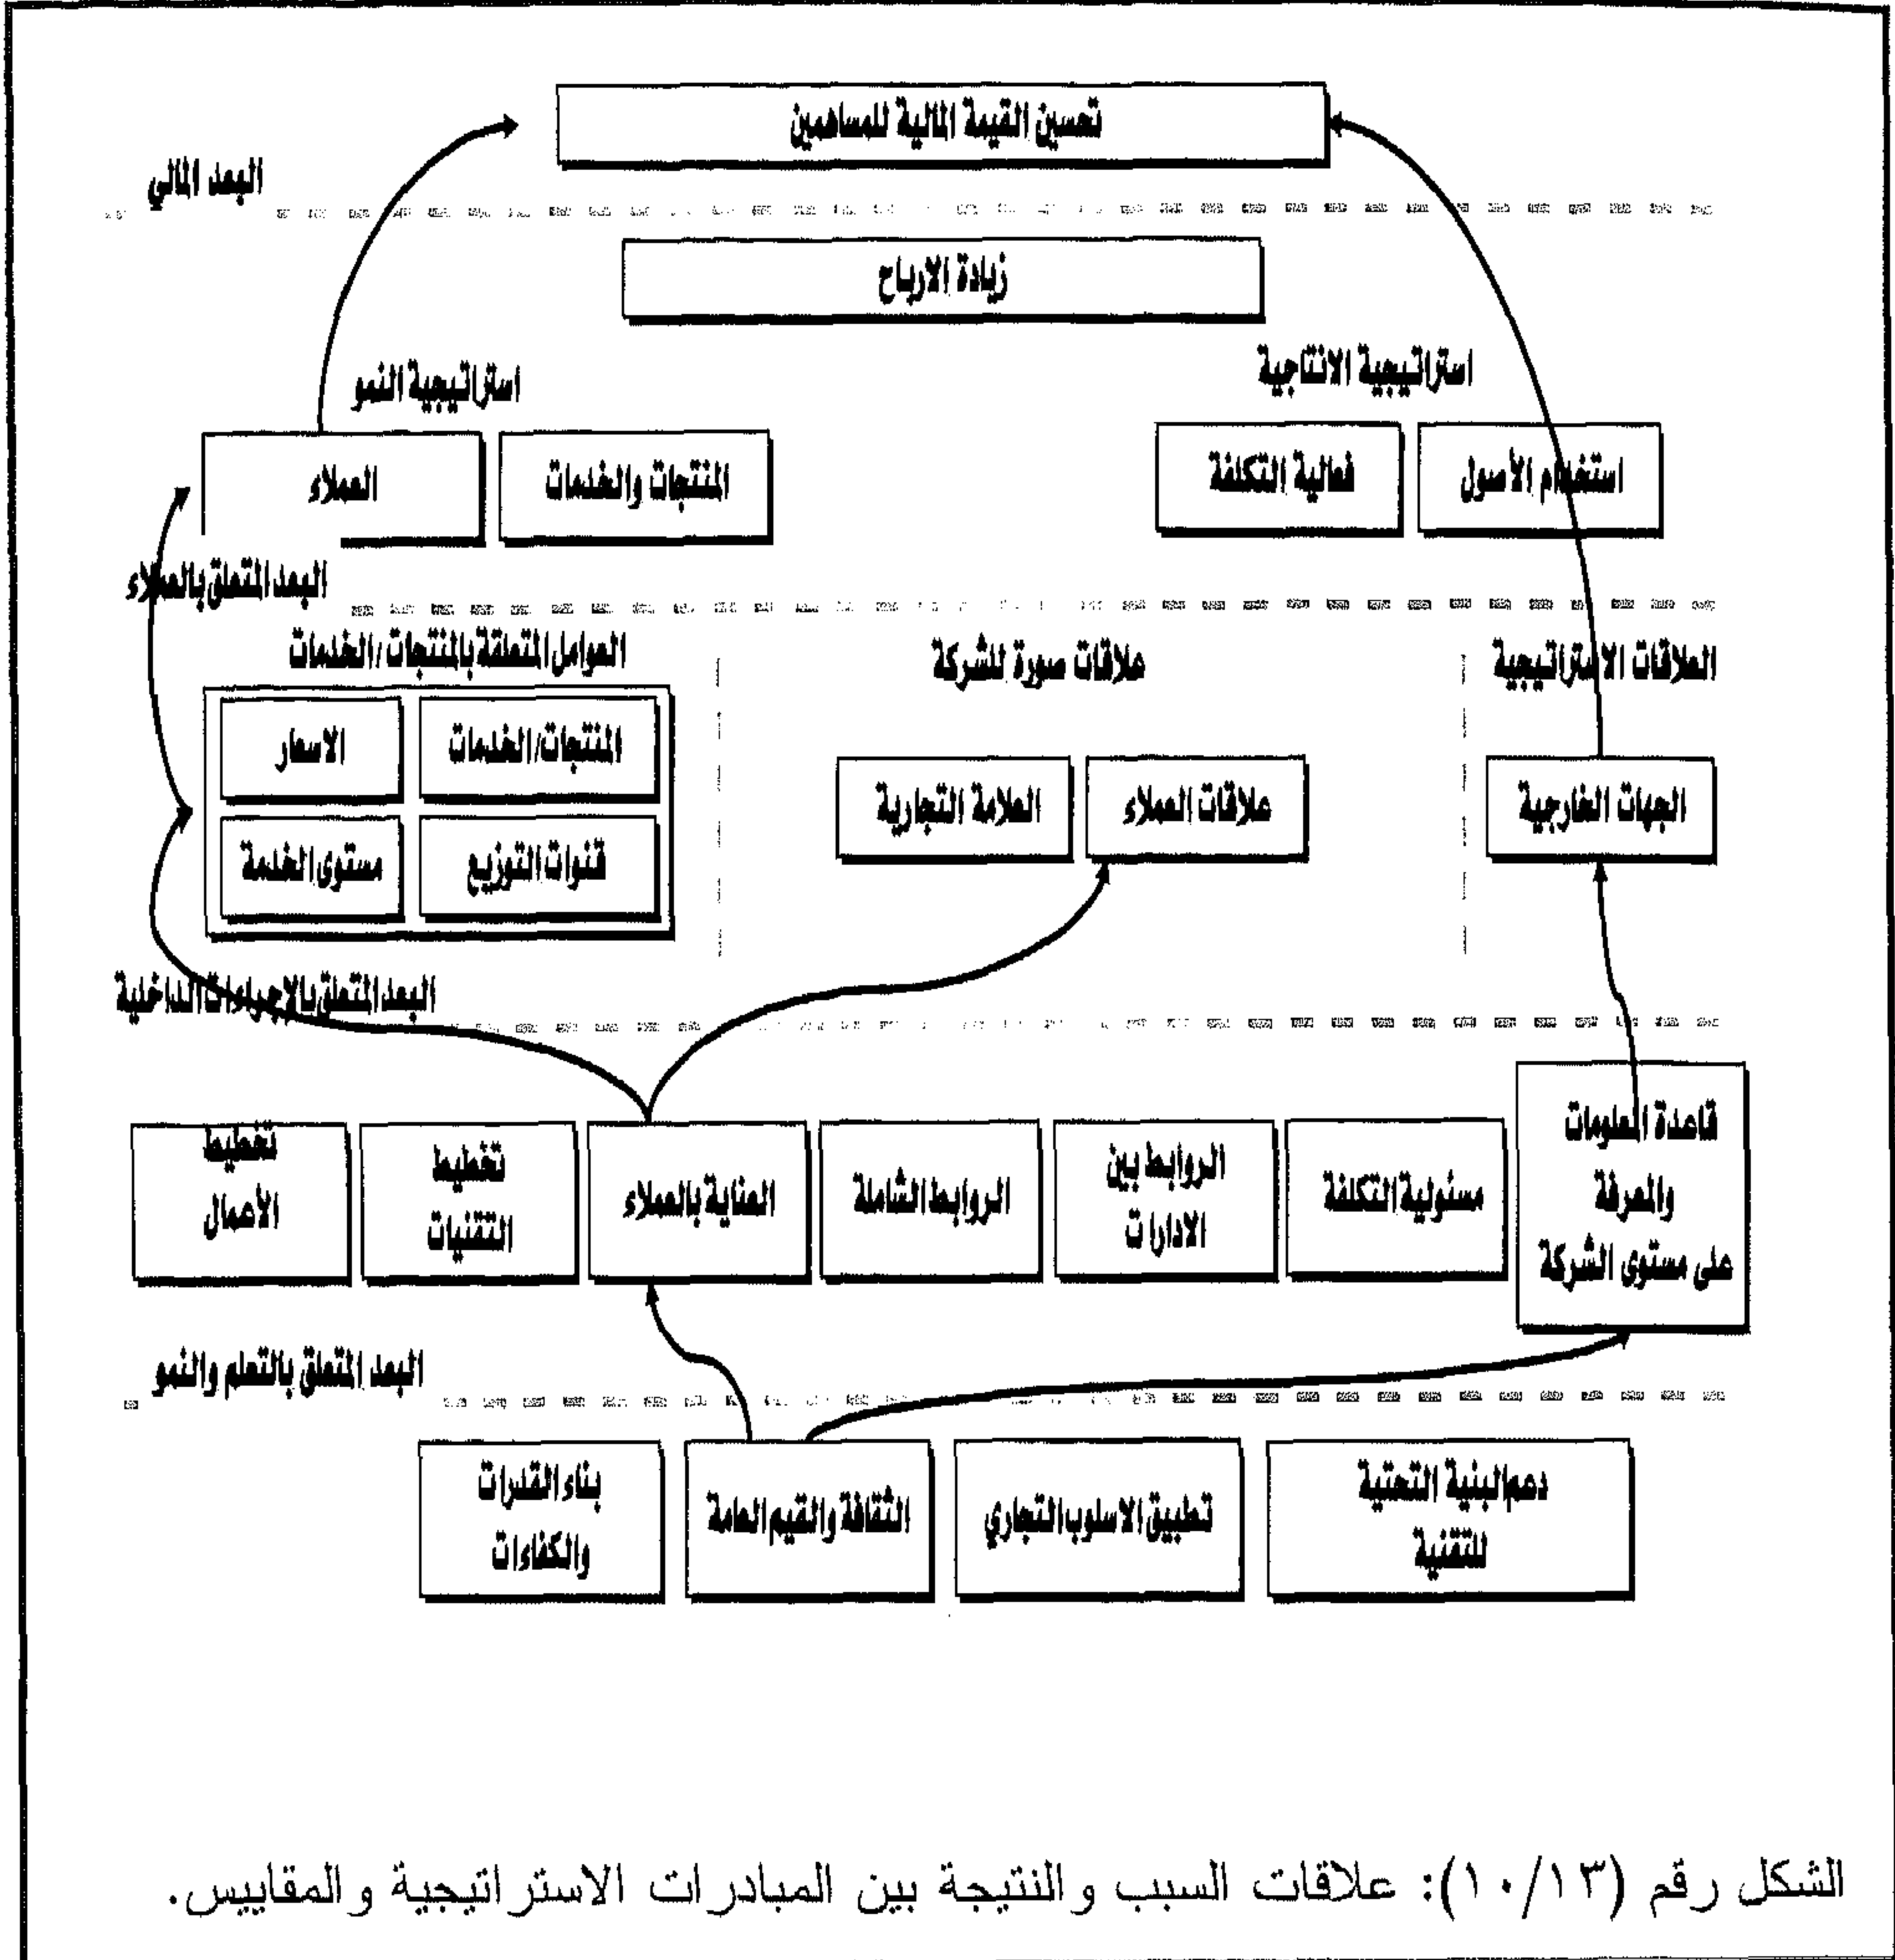 تحسين القيمة المالية للمساهمين
البعد المالي
زيادة الارباح
استراتيجية الانتاجية
استراتيجية النمو
استخدام الأصول
فعالية التكلفة
المنتجات والخدمات
العملاء
البعد المتعلق بالعملاء
العلاقات الاستراتيجية
علاقات صورة للشركة
العوامل المتعلقة بالمنتجات/الخدمات
المنتجات/الخدمات
الاسعار
الجهات الخارجية
علاقات العملاء
العلامة التجارية
قنوات التوزيع
مستوى الخدمة
البعد المتعلق بالإجراءات الداخلية
قاعدة المعلومات
والمعرفة
على مستوى الشركة
مسئولية التكلفة
الروابط بين
الادارات
الروابط الشاملة
العناية بالعملاء
تخطيط
التقنيات
تخطيط
الأعمال
البعد المتعلق بالتعلم والنمو
دعم البنية التحتية
للتقنية
تطبيق الاسلوب التجاري
الثقافة والقيم العامة
بناء القدرات
والكفاءات
الشكل رقم (١٠/١٣): علاقات السبب والنتيجة بين المبادرات الاستراتيجية والمقاييس.